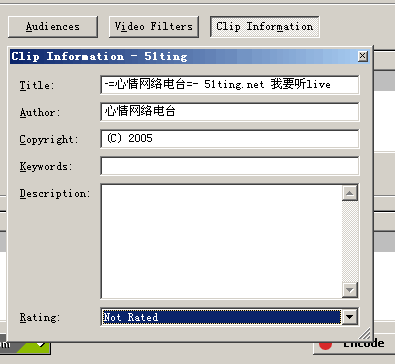 Audiences Video Filters Clip Information
Clip Information - 51ting
Title: -=心情网络电台=- 51ting.net 我要听live
Author: 心情网络电台
Copyright: (C) 2005
Keywords:
Description:
Rating: Not Rated
Encode